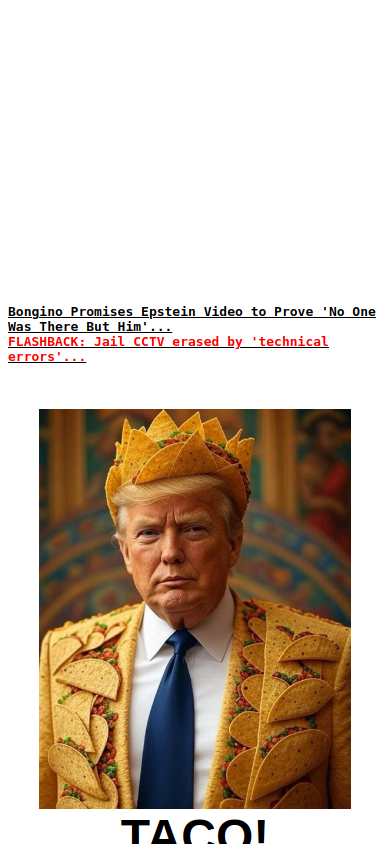 Bongino Promises Epstein Video to Prove 'No One
Was There But Him'...
FLASHBACK: Jail CCTV erased by 'technical
errors'...
TACO!